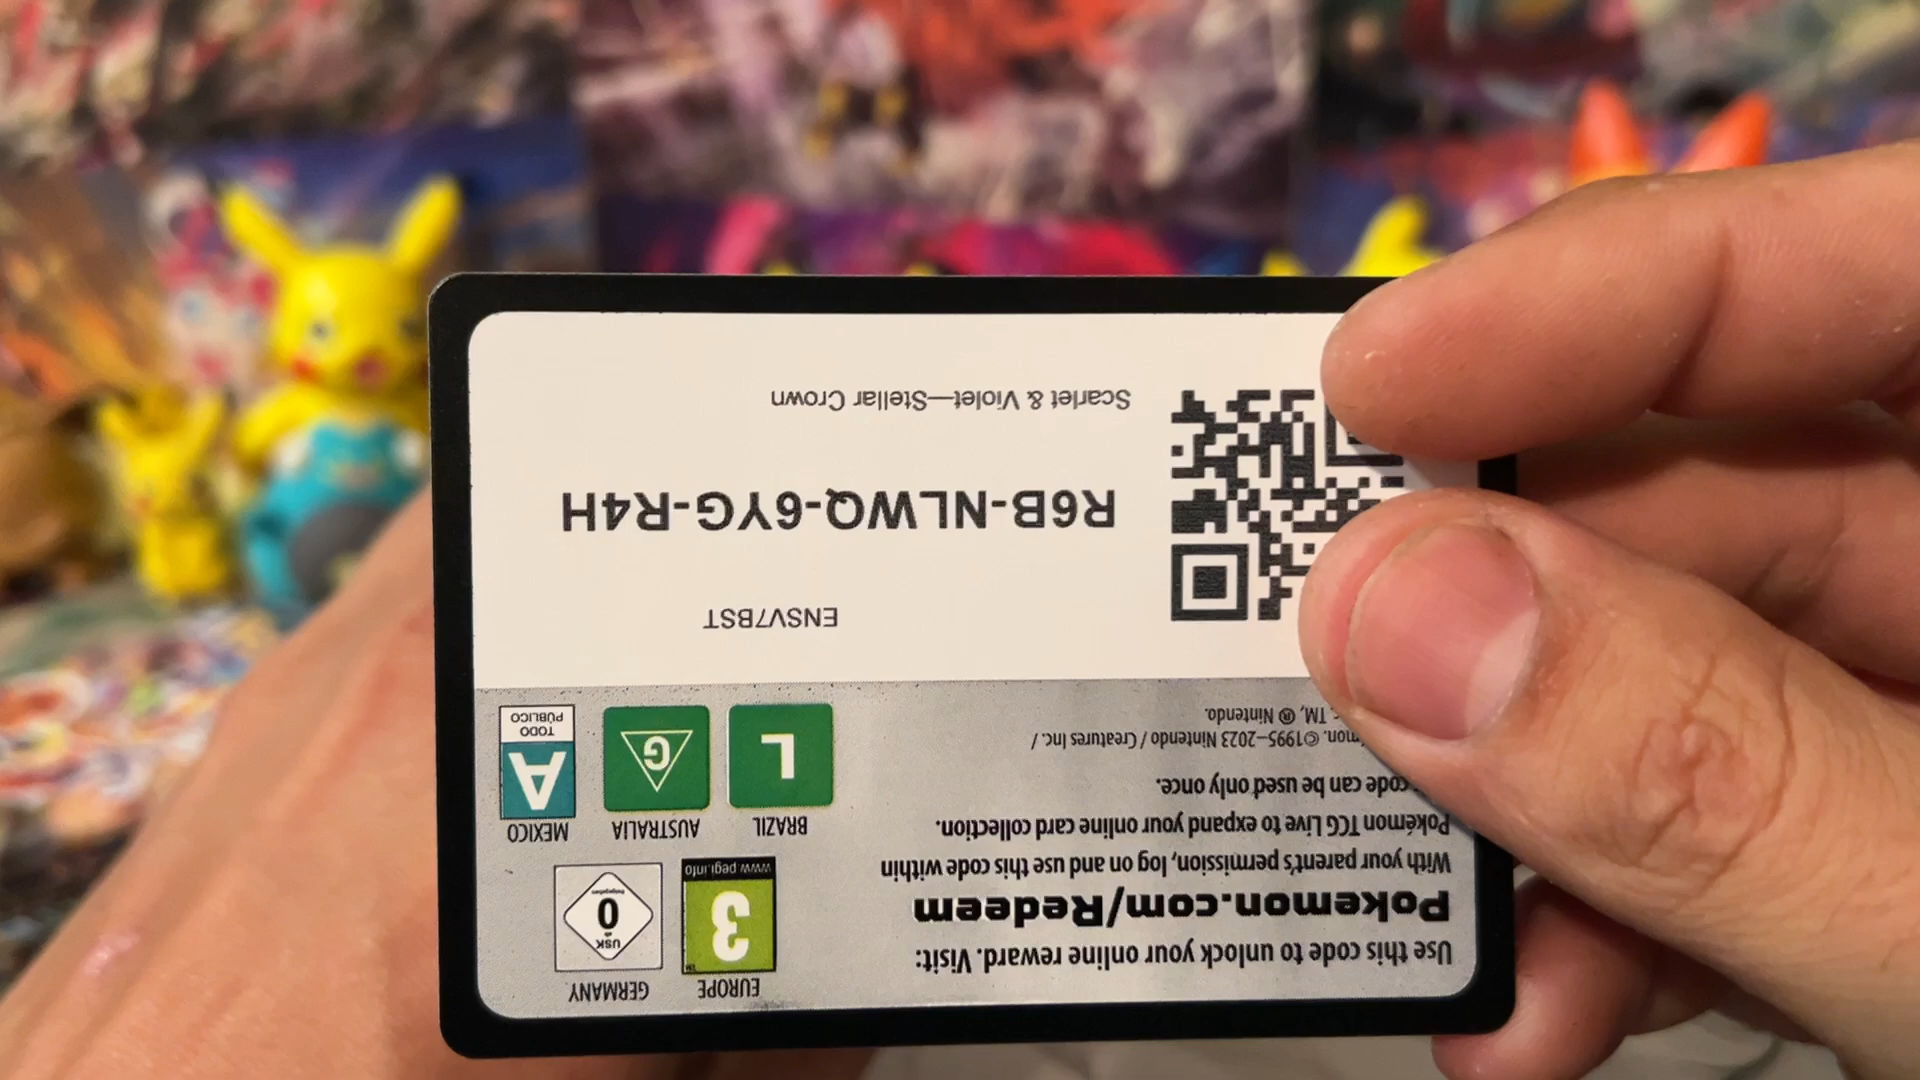 Use this code to unlock your online reward. Visit:
Pokemon.com/Redeem
With your parent's permission, log on and use this code within
Pokémon TCG Live to expand your online card collection.
code can be used only once.
©1995–2023 Nintendo / Creatures Inc. /
TM, ® Nintendo.
EUROPE
3
www.pegi.info
GERMANY
USK
0
freigegeben
BRAZIL
L
AUSTRALIA
G
MEXICO
A
TODO
PÚBLICO
ENSV7BST
R6B-NLWQ-6YG-R4H
Scarlet & Violet—Stellar Crown